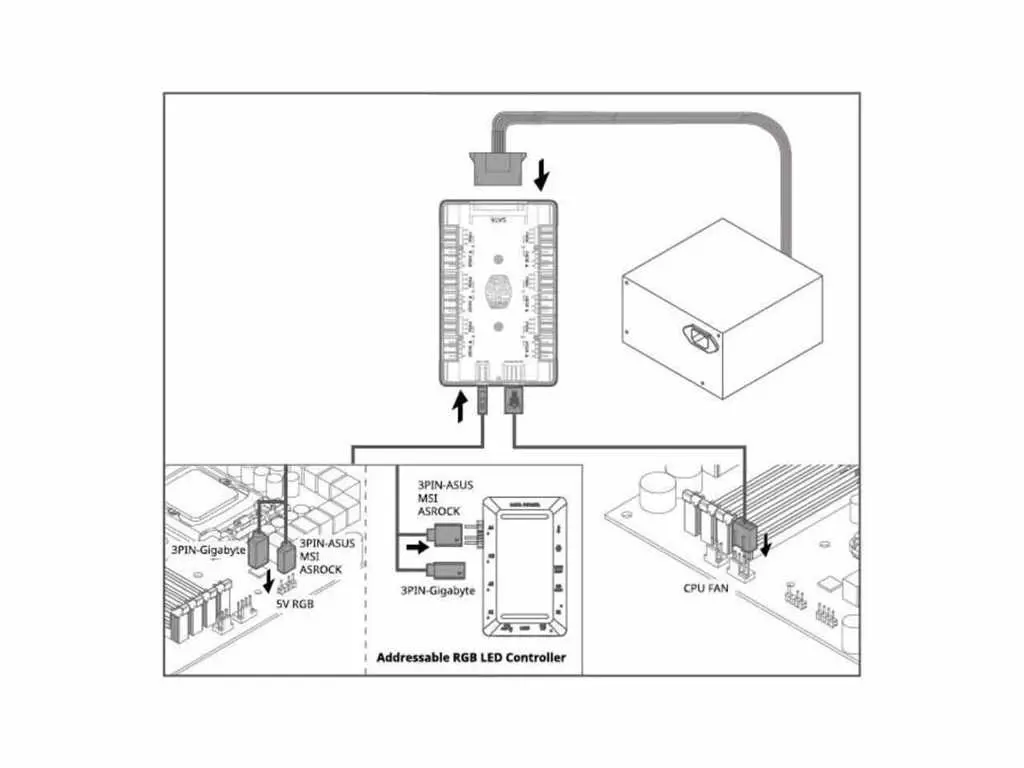 SATA
3PIN-Gigabyte
3PIN-ASUS
MSI
ASROCK
5V RGB
3PIN-ASUS
MSI
ASROCK
3PIN-Gigabyte
Addressable RGB LED Controller
CPU FAN